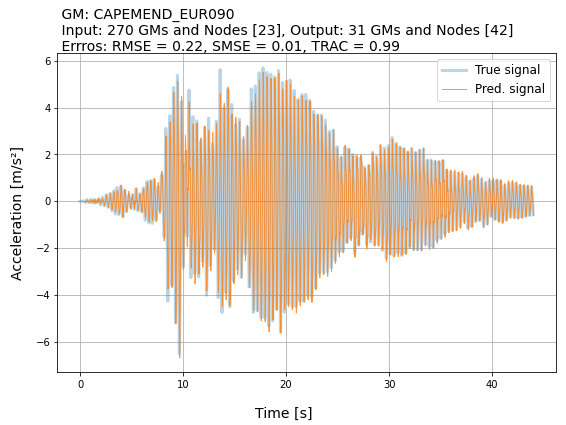 GM: CAPEMEND_EUR090
Input: 270 GMs and Nodes [23], Output: 31 GMs and Nodes [42]
Errros: RMSE = 0.22, SMSE = 0.01, TRAC = 0.99
True signal
Pred. signal
6
4
2
0
−2
−4
−6
Acceleration [m/s²]
0 10 20 30 40
Time [s]